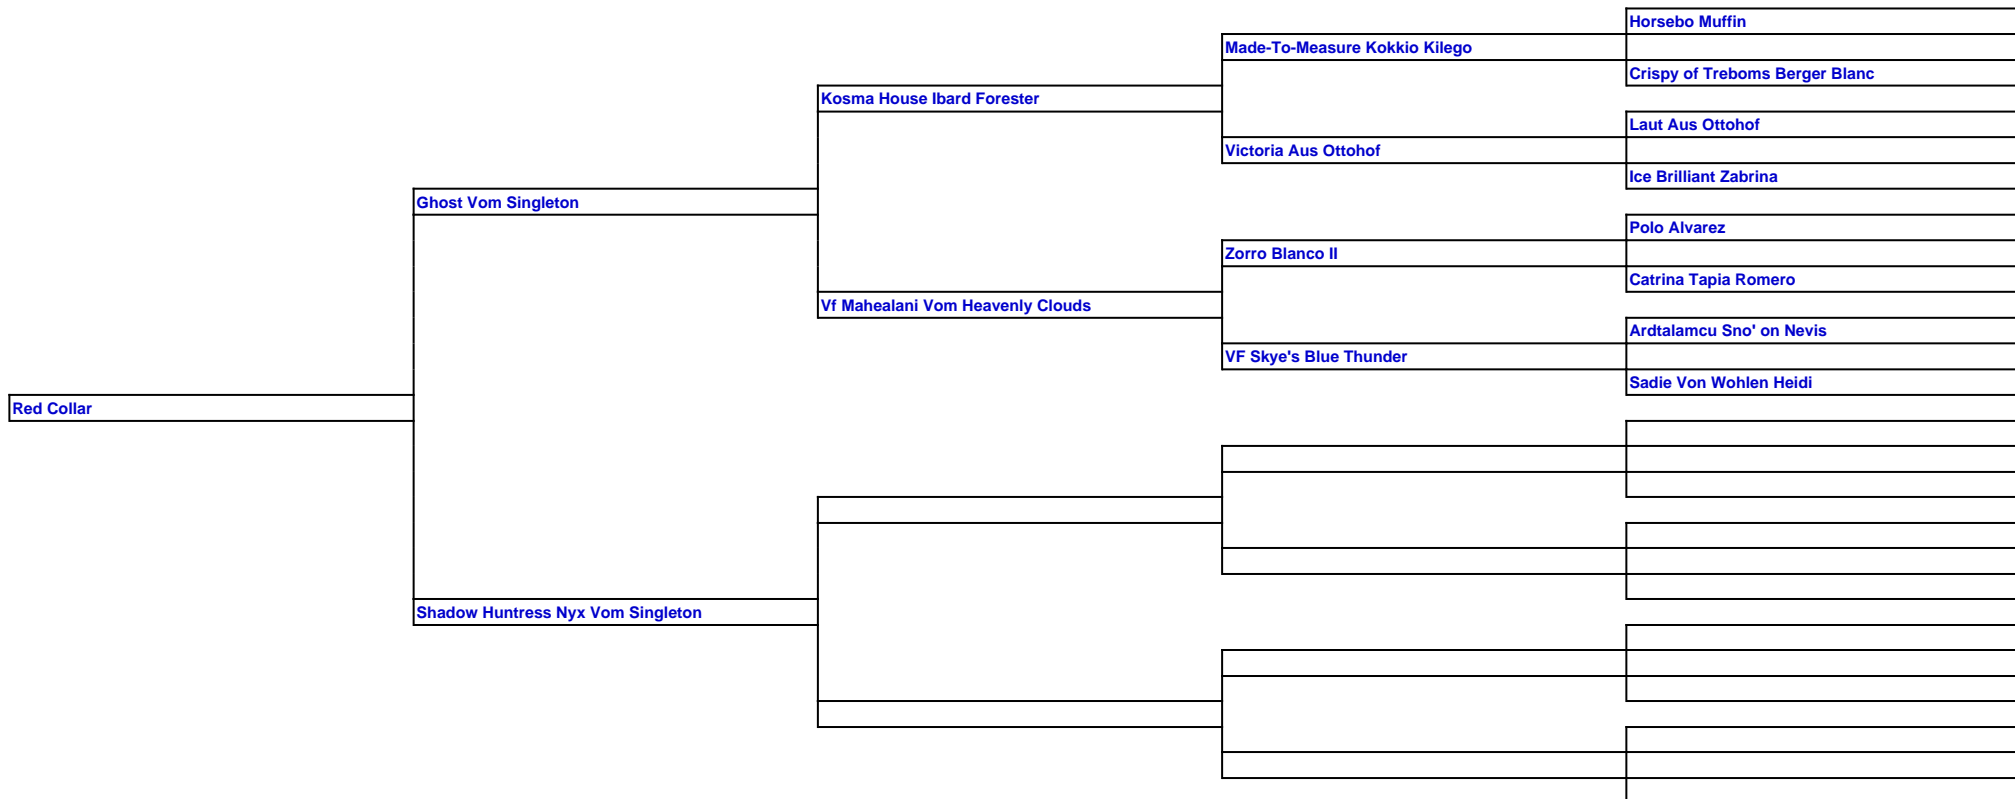 Horsebo Muffin
Made-To-Measure Kokkio Kilego
Crispy of Treboms Berger Blanc
Kosma House Ibard Forester
Laut Aus Ottohof
Victoria Aus Ottohof
Ice Brilliant Zabrina
Ghost Vom Singleton
Polo Alvarez
Zorro Blanco II
Catrina Tapia Romero
Vf Mahealani Vom Heavenly Clouds
Ardtalamcu Sno' on Nevis
VF Skye's Blue Thunder
Sadie Von Wohlen Heidi
Red Collar
Shadow Huntress Nyx Vom Singleton